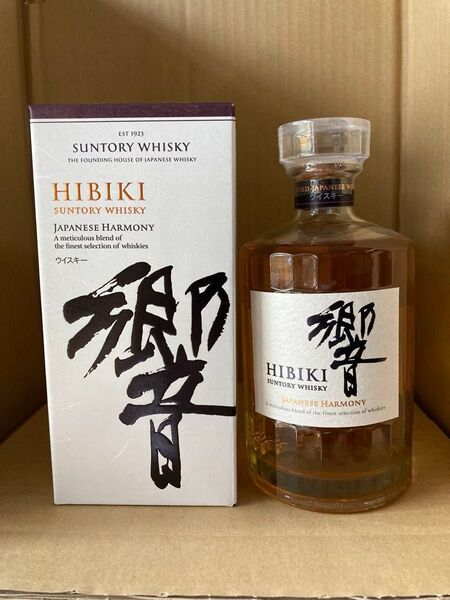 EST 1923
SUNTORY WHISKY
THE FOUNDING HOUSE OF JAPANESE WHISKY
HIBIKI
SUNTORY WHISKY
JAPANESE HARMONY
A meticulous blend of
the finest selection of whiskies
ウイスキー
響
JAPANESE
ウイスキー
響
HIBIKI
SUNTORY WHISKY
JAPANESE HARMONY
A meticulous blend of the finest selection of whiskies